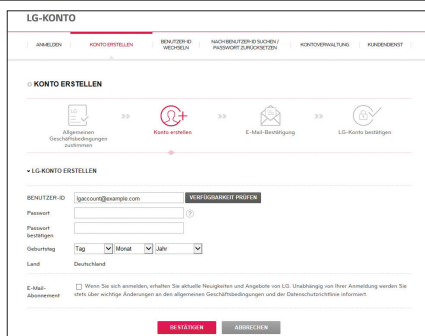 LG-KONTO
ANMELDEN
KONTO ERSTELLEN
BENUTZER-ID
WECHSELN
NACH BENUTZER-ID SUCHEN /
PASSWORT ZURÜCKSETZEN
KONTOVERWALTUNG
KUNDENDIENST
KONTO ERSTELLEN
Allgemeinen
Geschäftsbedingungen
zustimmen
>>
Konto erstellen
>>
E-Mail-Bestätigung
>>
LG-Konto bestätigen
LG-KONTO ERSTELLEN
BENUTZER-ID lgaccount@example.com VERFÜGBARKEIT PRÜFEN
Passwort ?
Passwort
bestätigen
Geburtstag Tag Monat Jahr
Land Deutschland
E-Mail-
Abonnement
Wenn Sie sich anmelden, erhalten Sie aktuelle Neuigkeiten und Angebote von LG. Unabhängig von Ihrer Anmeldung werden Sie
stets über wichtige Änderungen an den allgemeinen Geschäftsbedingungen und der Datenschutzrichtlinie informiert.
BESTÄTIGEN ABBRECHEN